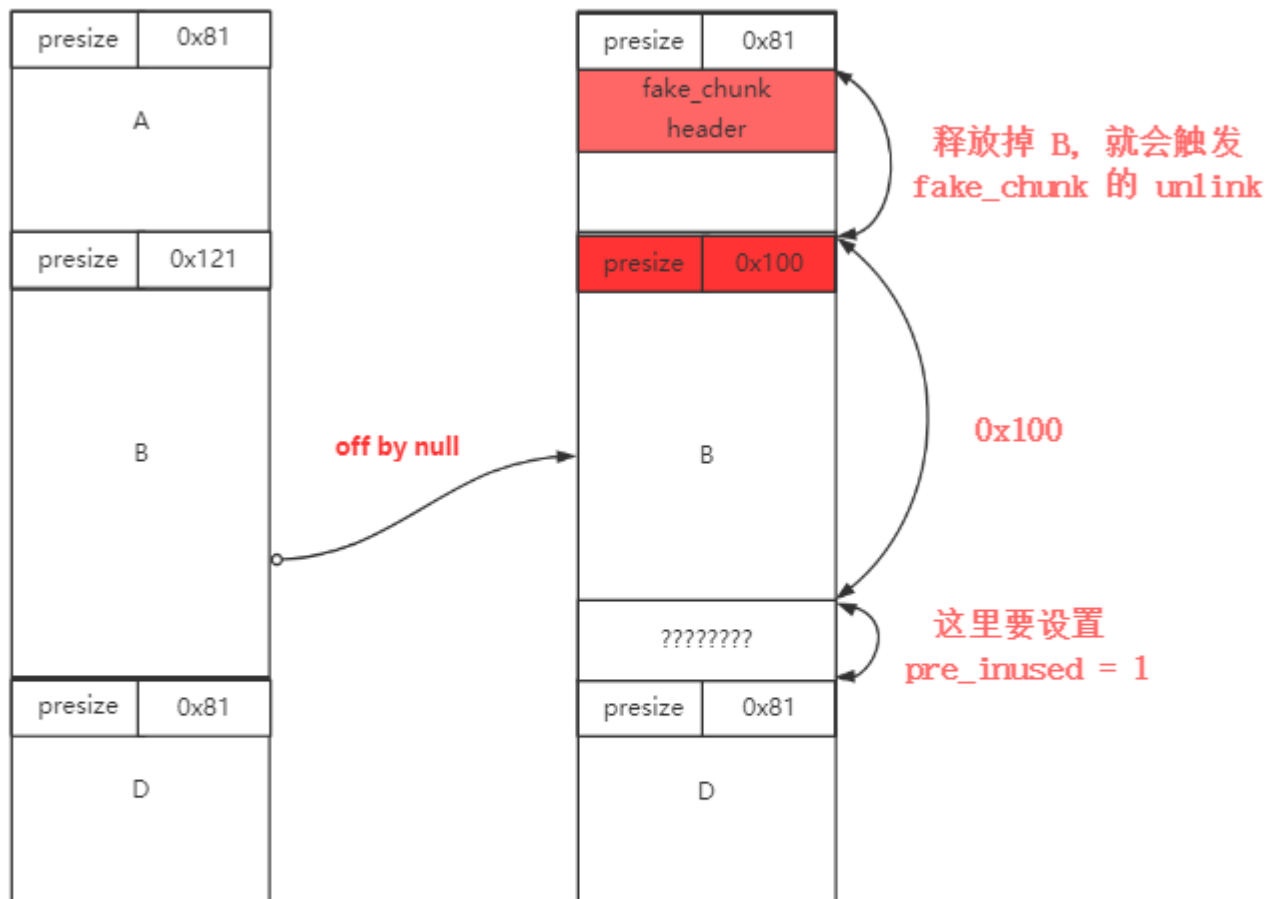 presize 0x81
A
presize 0x121
B
presize 0x81
D
off by null
presize 0x81
fake_chunk
header
presize 0x100
B
????????
presize 0x81
D
释放掉 B, 就会触发
fake_chunk 的 unlink
0x100
这里要设置
pre_inused = 1